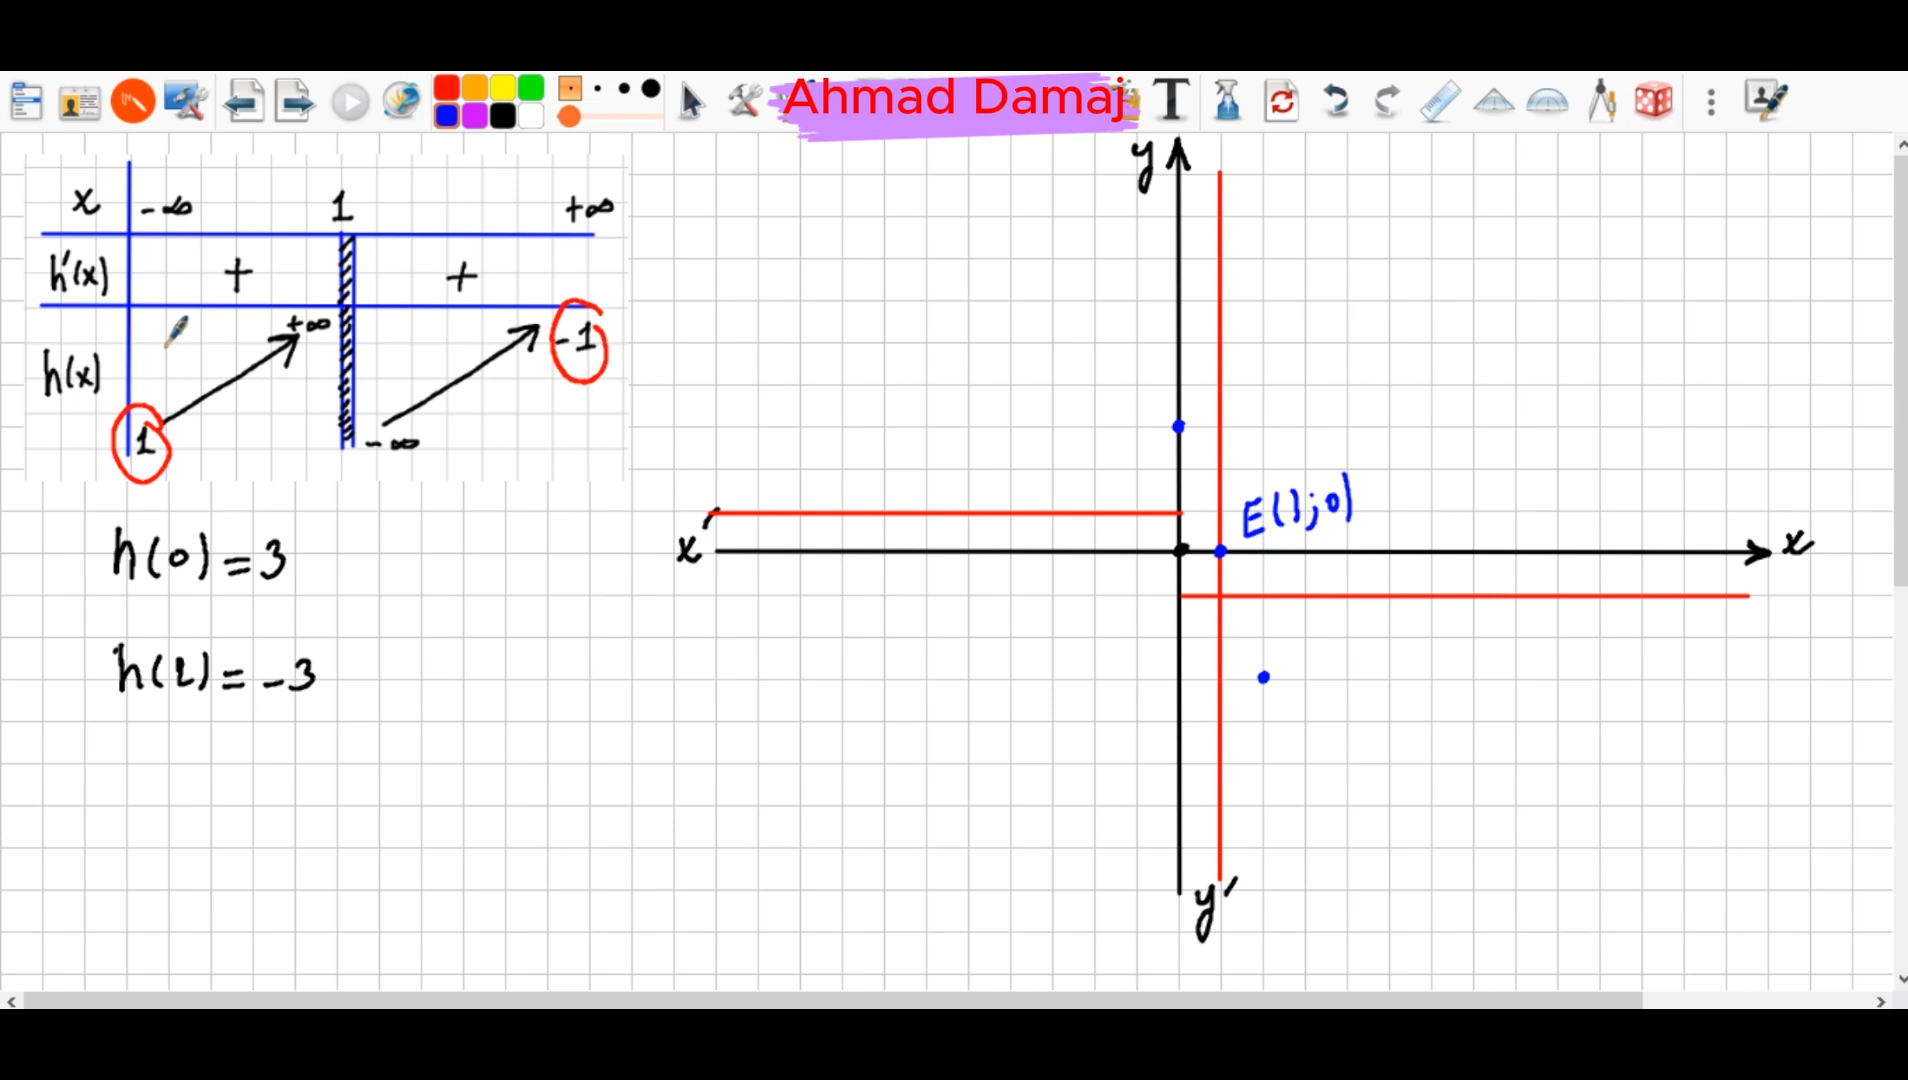 Ahmad Damaj
x -∞ 1 +∞
h'(x) + +
h(x) 1 +∞ -∞ -1
h(0) = 3
h(2) = -3
y
E(1;0)
x'
x
y'